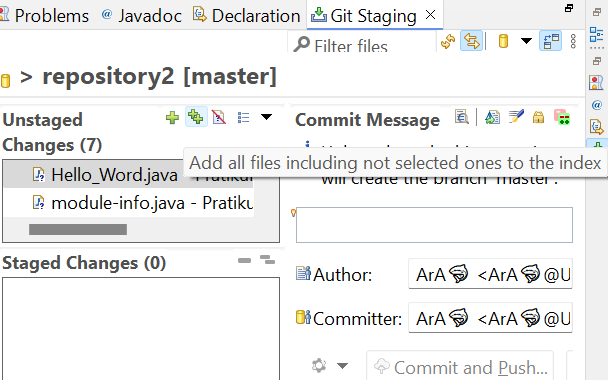 Problems @ Javadoc Declaration Git Staging
Filter files
> repository2 [master]
Unstaged Changes (7)
Commit Message
Add all files including not selected ones to the index
Hello_Word.java - Pratiku
will create the branch 'master'.
module-info.java - Pratik
Staged Changes (0)
Author: ArA <ArA @U
Committer: ArA <ArA @U
Commit and Push...